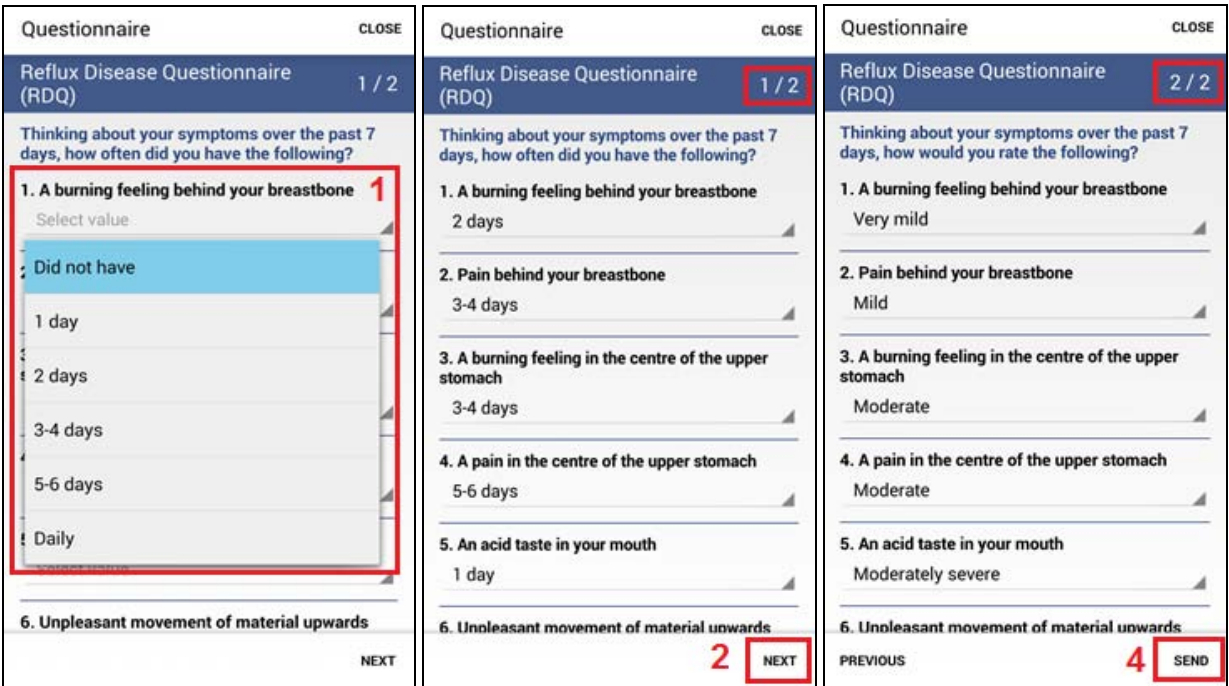 Questionnaire CLOSE
Reflux Disease Questionnaire
(RDQ) 1 / 2
Thinking about your symptoms over the past 7
days, how often did you have the following?
1. A burning feeling behind your breastbone 1
Select value
Did not have
1 day
2 days
3-4 days
5-6 days
Daily
6. Unpleasant movement of material upwards
NEXT
Questionnaire CLOSE
Reflux Disease Questionnaire
(RDQ) 1 / 2
Thinking about your symptoms over the past 7
days, how often did you have the following?
1. A burning feeling behind your breastbone
2 days
2. Pain behind your breastbone
3-4 days
3. A burning feeling in the centre of the upper
stomach
3-4 days
4. A pain in the centre of the upper stomach
5-6 days
5. An acid taste in your mouth
1 day
6. Unpleasant movement of material upwards
2 NEXT
Questionnaire CLOSE
Reflux Disease Questionnaire
(RDQ) 2 / 2
Thinking about your symptoms over the past 7
days, how would you rate the following?
1. A burning feeling behind your breastbone
Very mild
2. Pain behind your breastbone
Mild
3. A burning feeling in the centre of the upper
stomach
Moderate
4. A pain in the centre of the upper stomach
Moderate
5. An acid taste in your mouth
Moderately severe
6. Unpleasant movement of material upwards
PREVIOUS 4 SEND